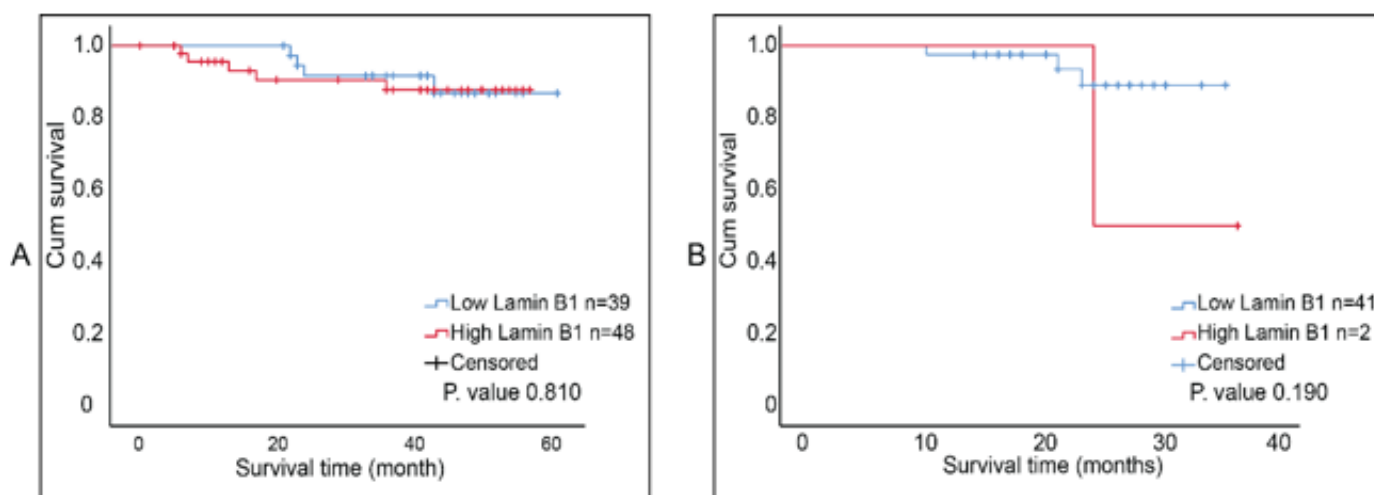 A
Cum survival
1.0
0.8
0.6
0.4
0.2
0
Low Lamin B1 n=39
High Lamin B1 n=48
Censored
P. value 0.810
0 20 40 60
Survival time (month)
B
Cum survival
1.0
0.8
0.6
0.4
0.2
0
Low Lamin B1 n=41
High Lamin B1 n=2
Censored
P. value 0.190
0 10 20 30 40
Survival time (months)